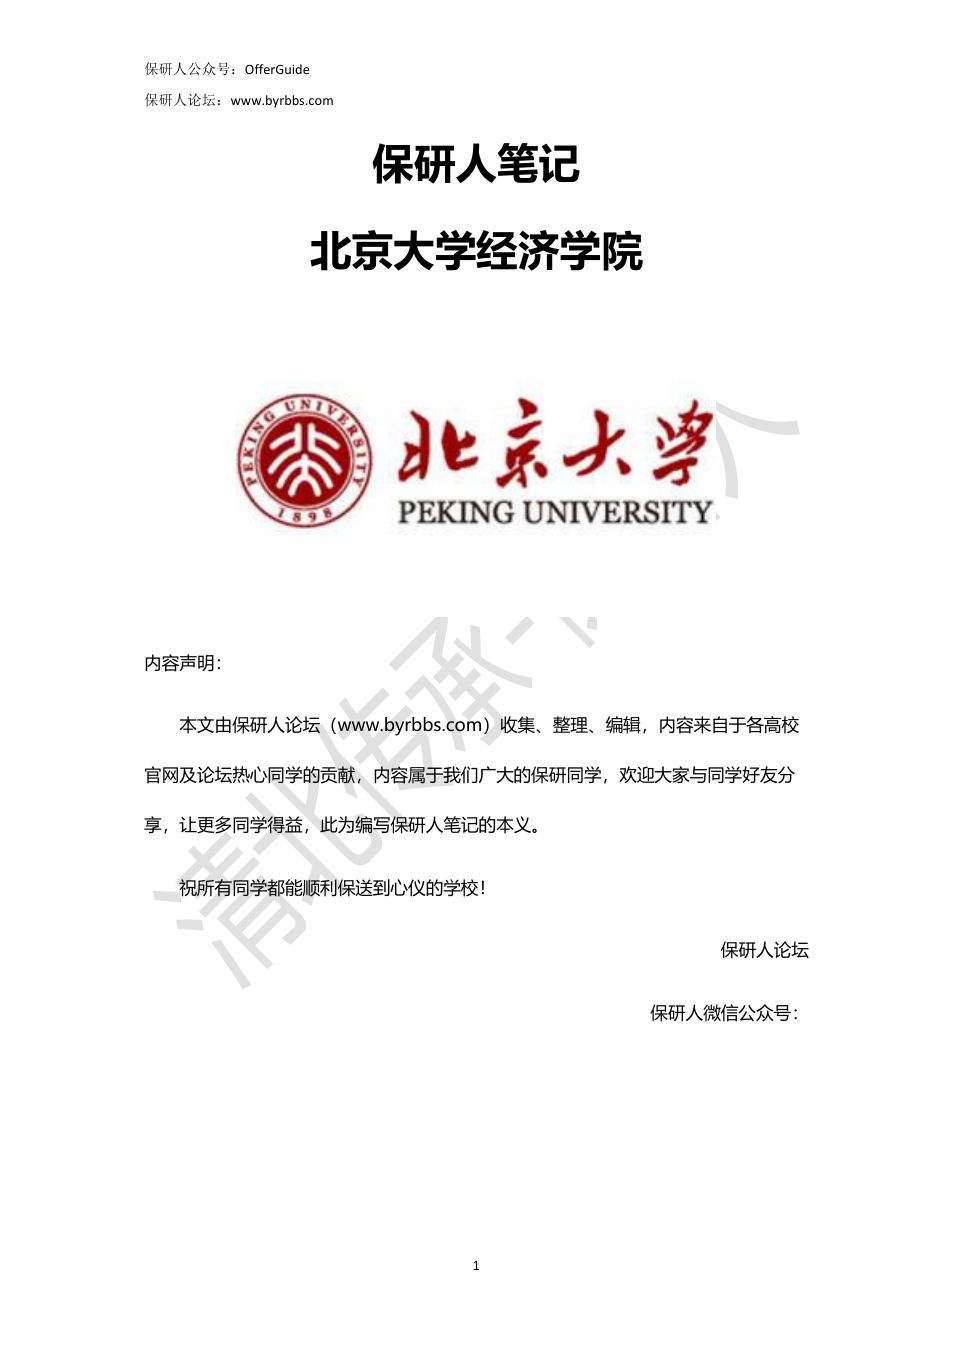 保研人公众号：OfferGuide
保研人论坛：www.byrbbs.com
保研人笔记
北京大学经济学院
PEKING UNIVERSITY
1898
北京大学
PEKING UNIVERSITY
内容声明：
本文由保研人论坛（www.byrbbs.com）收集、整理、编辑，内容来自于各高校
官网及论坛热心同学的贡献，内容属于我们广大的保研同学，欢迎大家与同学好友分
享，让更多同学得益，此为编写保研人笔记的本义。
祝所有同学都能顺利保送到心仪的学校！
保研人论坛
保研人微信公众号：
清北传承
1